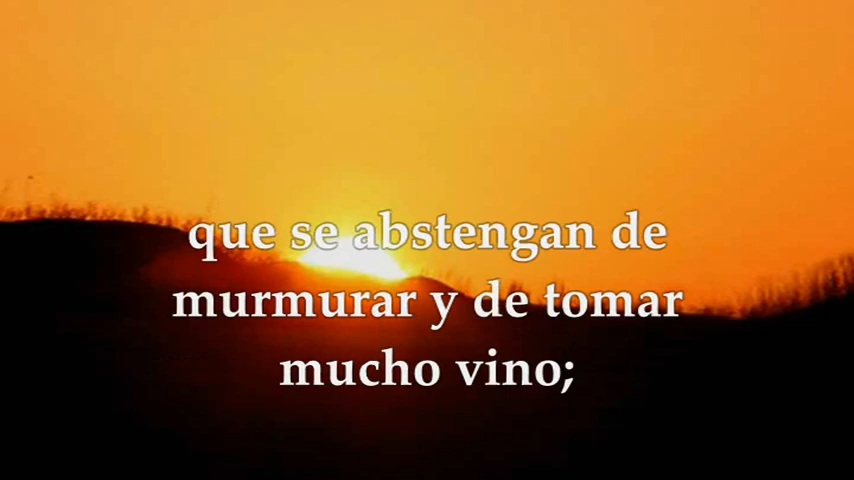 que se abstengan de
murmurar y de tomar
mucho vino;